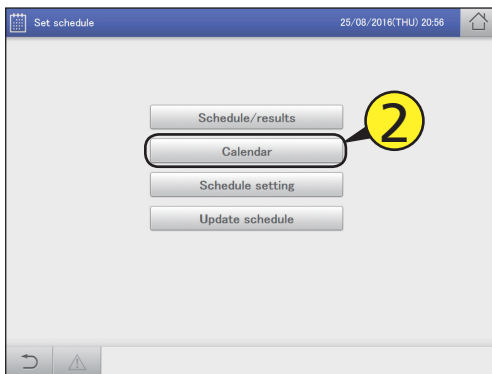 Set schedule 25/08/2016(THU) 20:56
Schedule/results
Calendar
2
Schedule setting
Update schedule